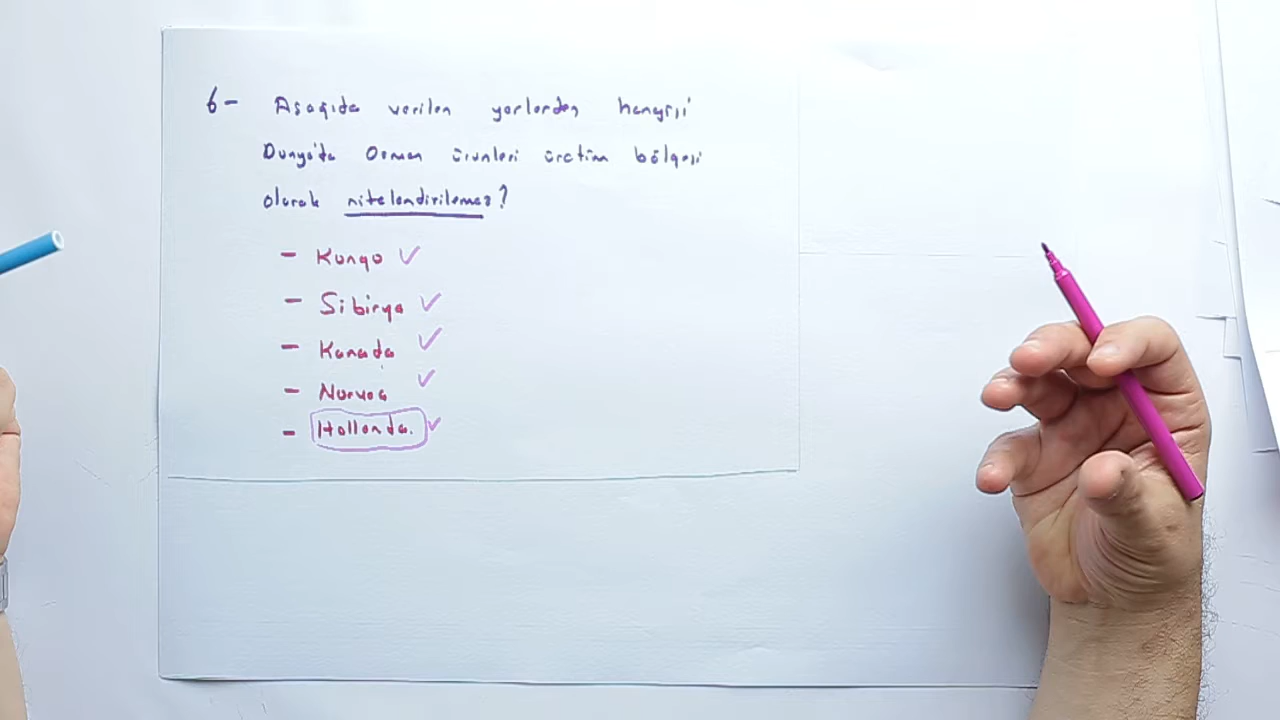 6- Aşağıda verilen yerlerden hangisi
Dünya'da Orman ürünleri üretim bölgesi
olarak nitelendirilemez?
- Kongo ✓
- Sibirya ✓
- Kanada ✓
- Norveç ✓
- Hollanda. ✓